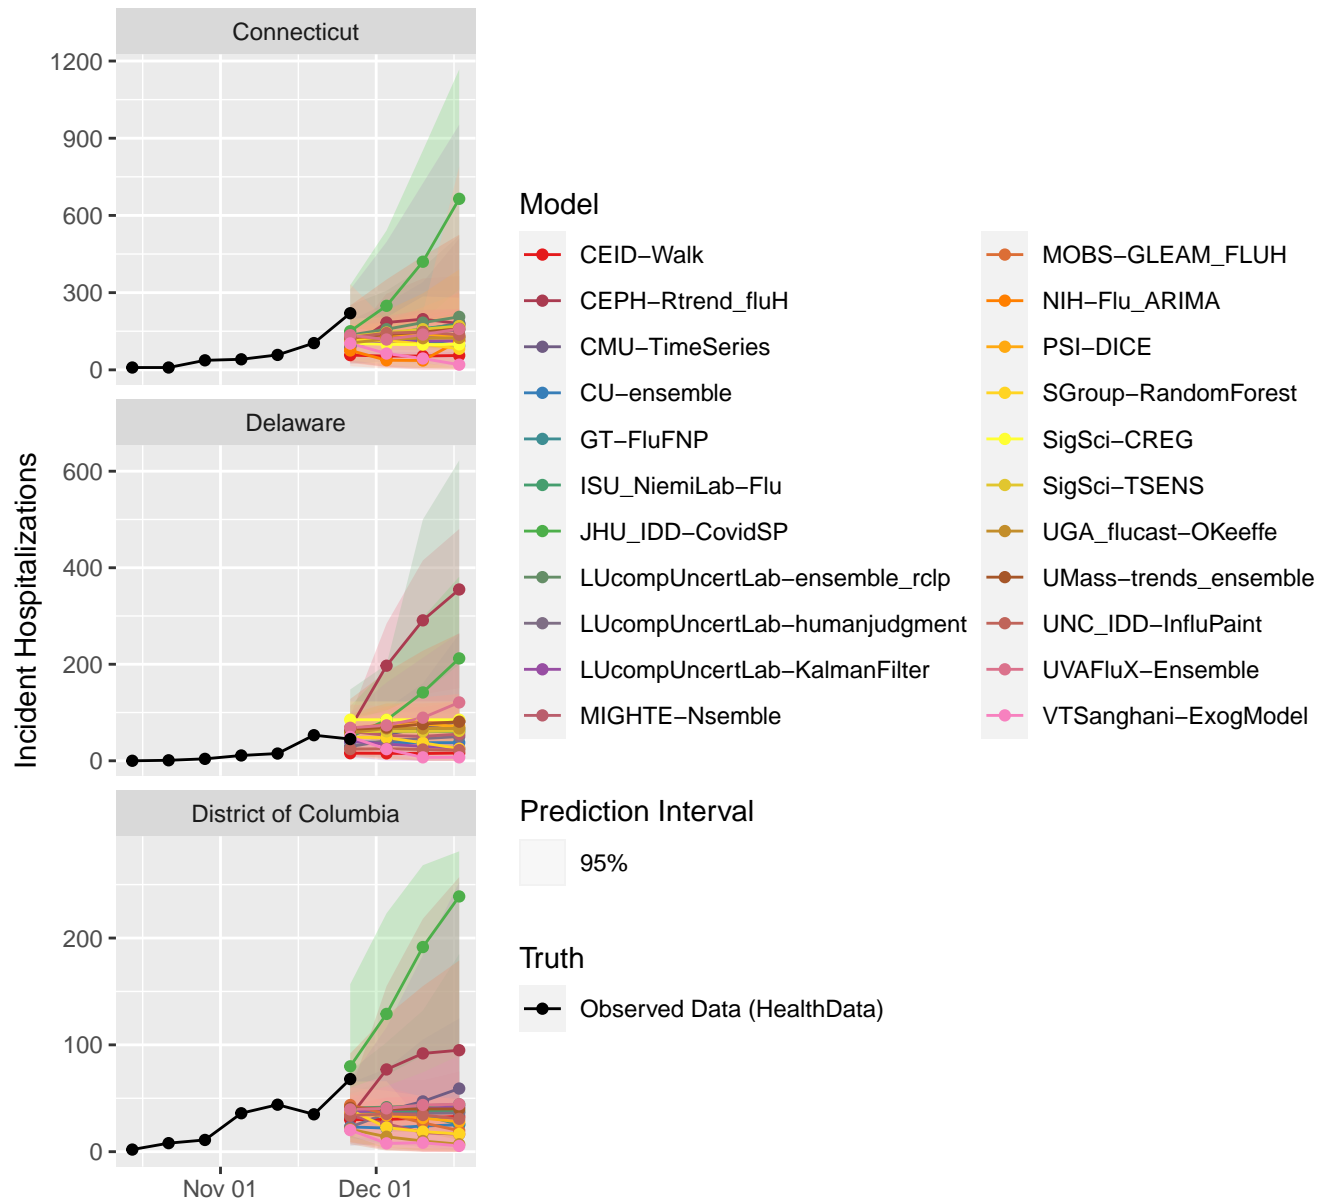 Connecticut
1200
900
600
300
0
Delaware
600
400
200
0
District of Columbia
200
100
0
Nov 01
Dec 01
Incident Hospitalizations
Model
CEID−Walk
CEPH−Rtrend_fluH
CMU−TimeSeries
CU−ensemble
GT−FluFNP
ISU_NiemiLab−Flu
JHU_IDD−CovidSP
LUcompUncertLab−ensemble_rclp
LUcompUncertLab−humanjudgment
LUcompUncertLab−KalmanFilter
MIGHTE−Nsemble
MOBS−GLEAM_FLUH
NIH−Flu_ARIMA
PSI−DICE
SGroup−RandomForest
SigSci−CREG
SigSci−TSENS
UGA_flucast−OKeeffe
UMass−trends_ensemble
UNC_IDD−InfluPaint
UVAFluX−Ensemble
VTSanghani−ExogModel
Prediction Interval
95%
Truth
Observed Data (HealthData)